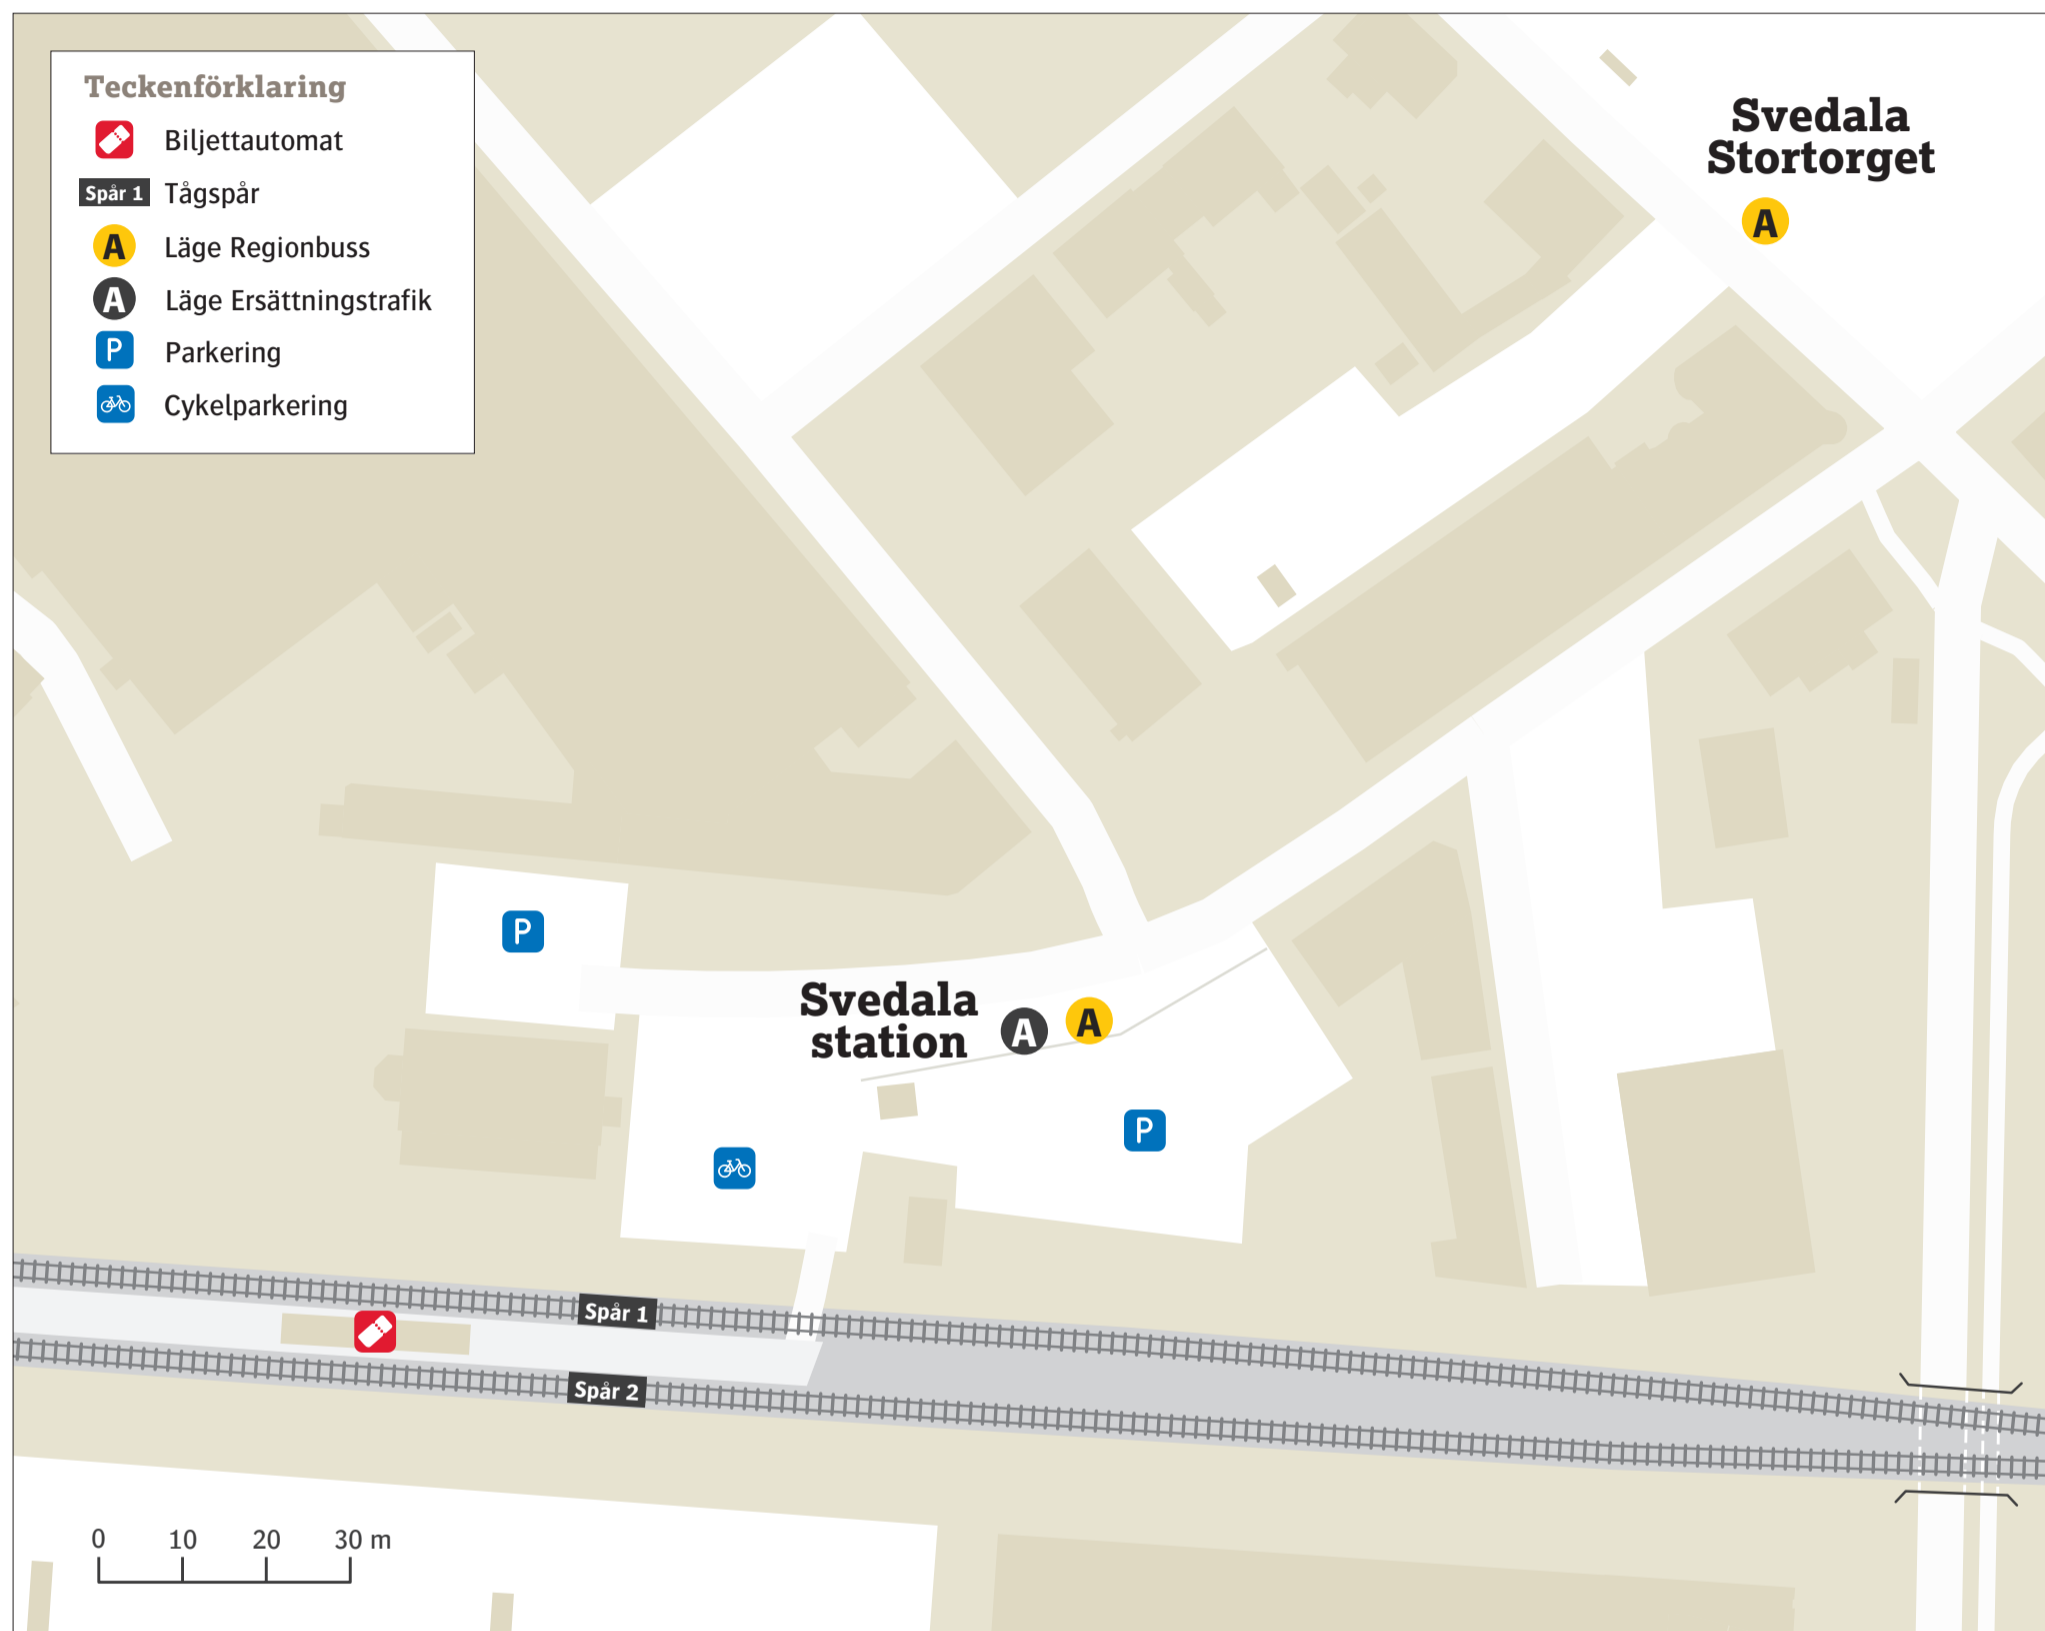 Teckenförklaring
Biljettautomat
Spår 1 Tågspår
A Läge Regionbuss
A Läge Ersättningstrafik
P Parkering
Cykelparkering
Svedala
Stortorget
A
P
Svedala
station
A A
P
Spår 1
Spår 2
0 10 20 30 m